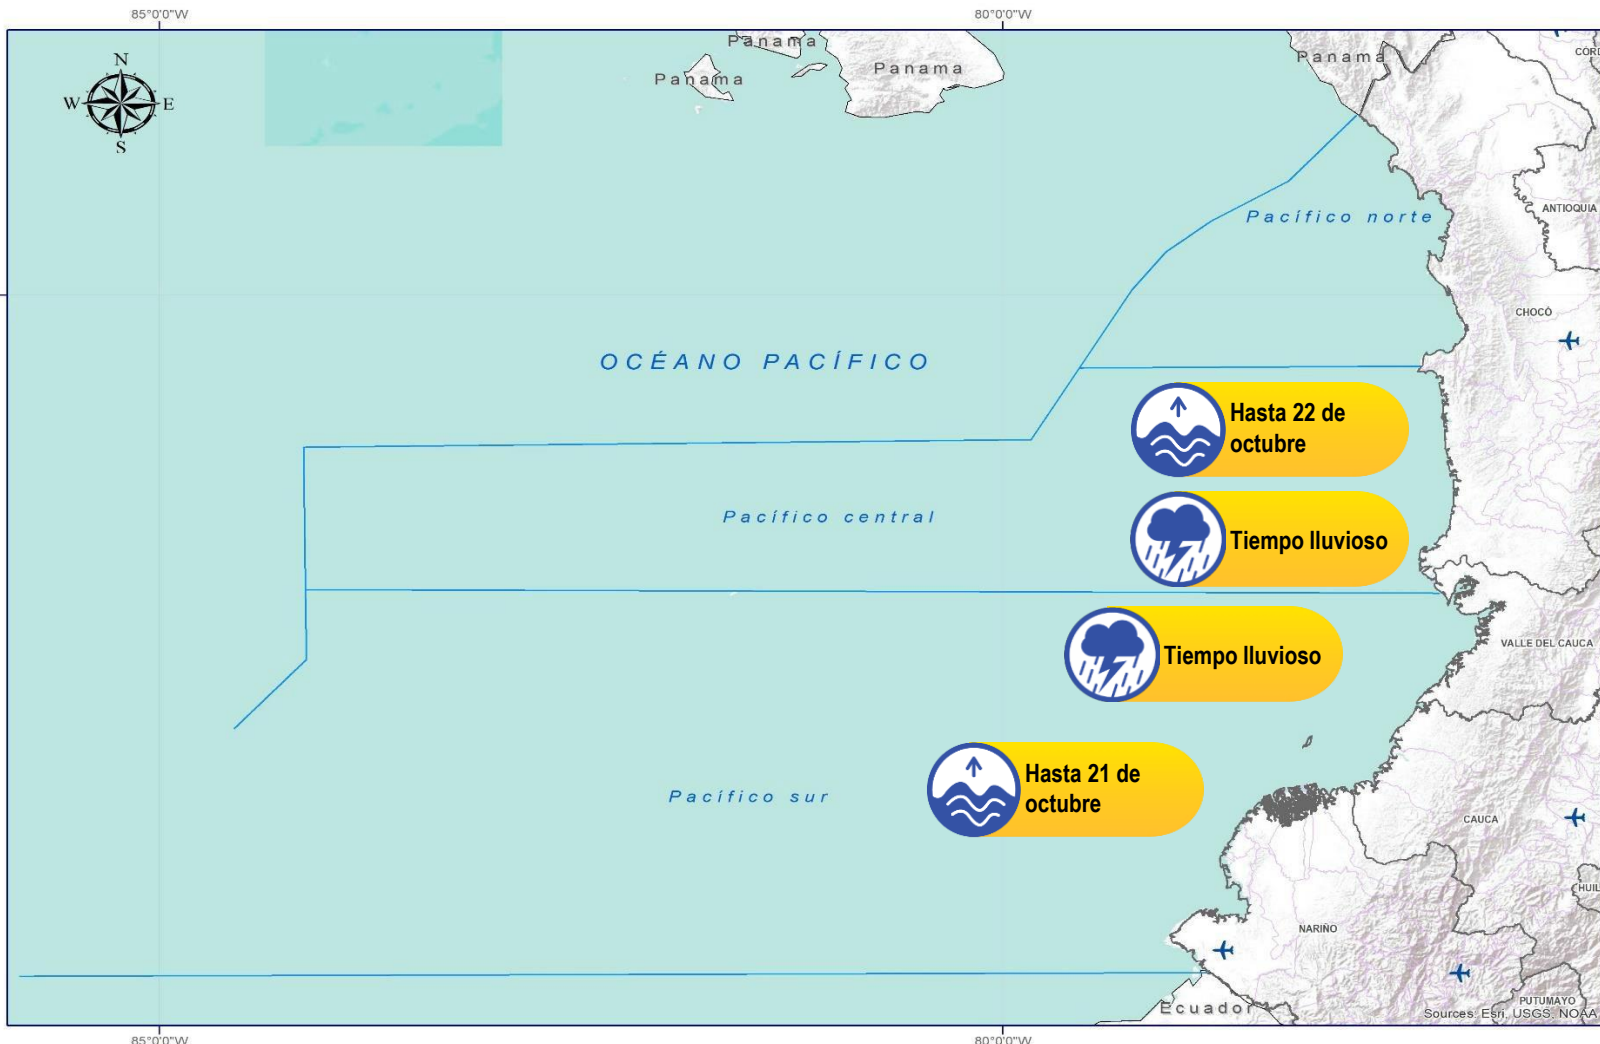 85°0'0"W
80°0'0"W
N
W
E
S
Panama
Panama
Panama
Panama
CÓRD
ANTIOQUIA
Pacífico norte
CHOCÓ
OCÉANO PACÍFICO
Hasta 22 de
octubre
Pacífico central
Tiempo lluvioso
VALLE DEL CAUCA
Tiempo lluvioso
Hasta 21 de
octubre
Pacífico sur
CAUCA
HUIL
NARIÑO
PUTUMAYO
Ecuador
Sources: Esri, USGS, NOAA
85°0'0"W
80°0'0"W